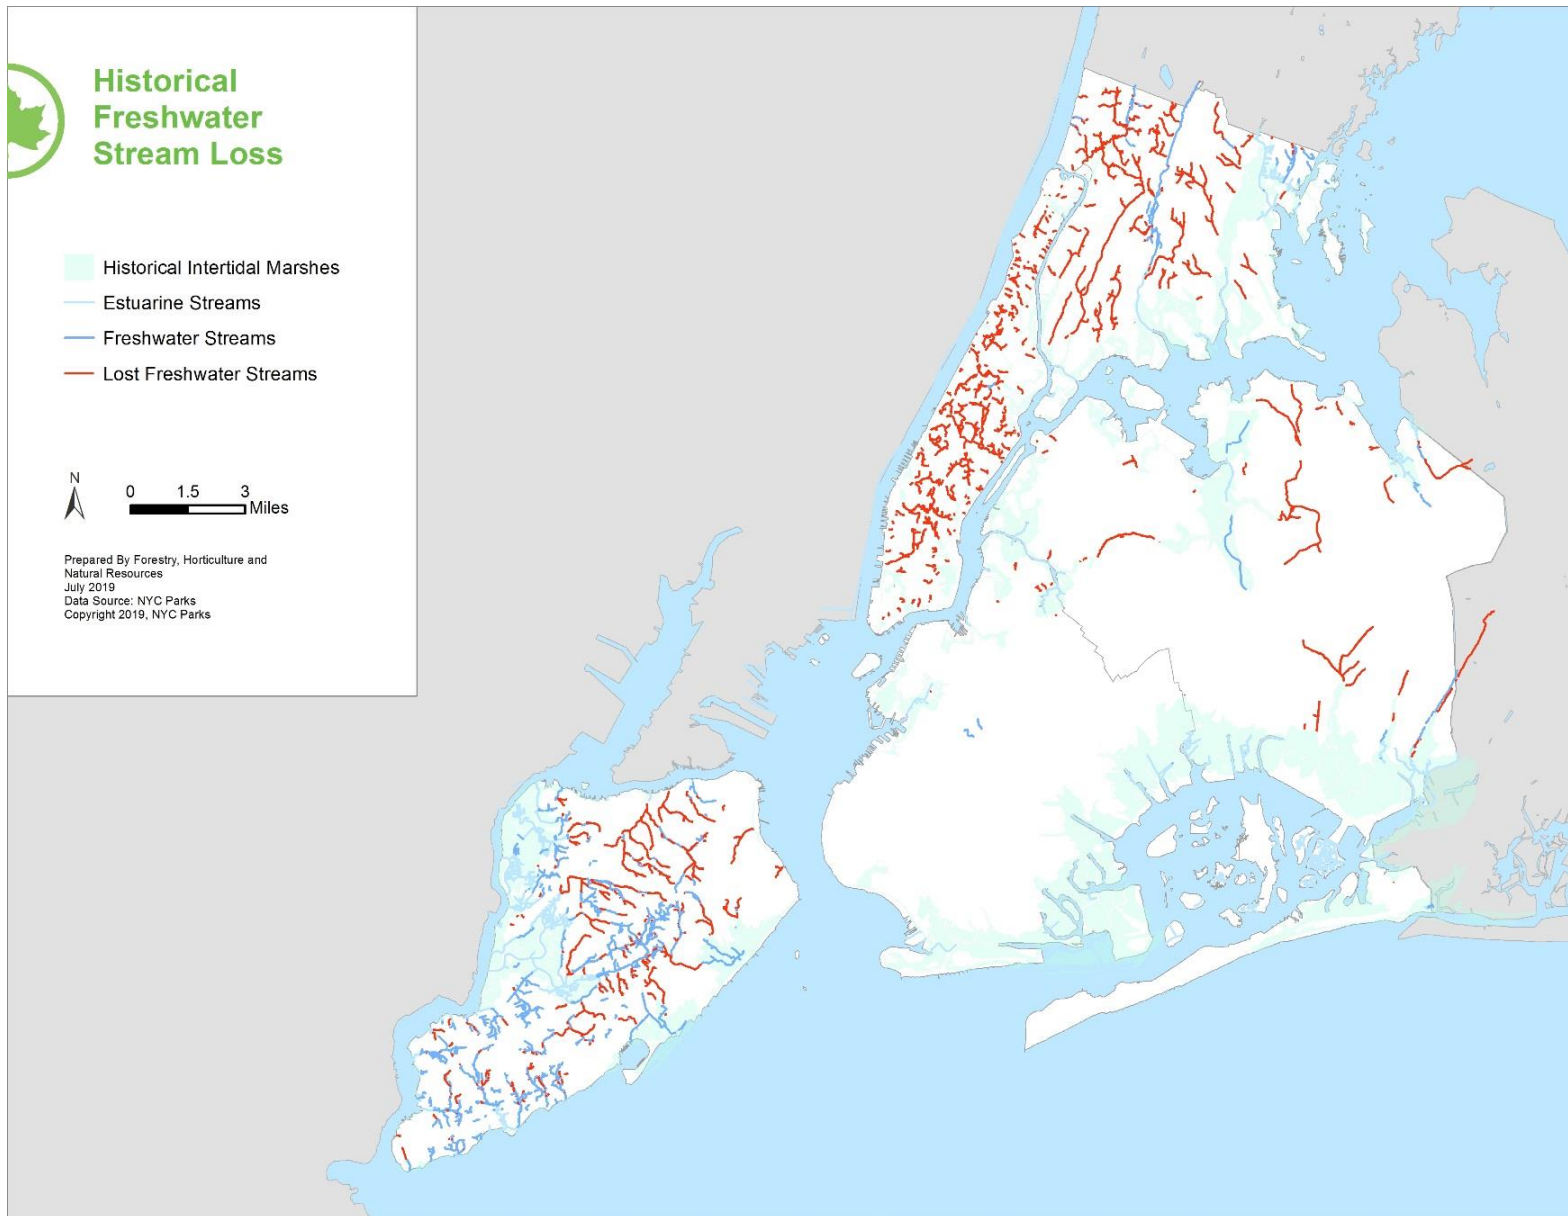 Historical
Freshwater
Stream Loss
Historical Intertidal Marshes
Estuarine Streams
Freshwater Streams
Lost Freshwater Streams
N
0 1.5 3
Miles
Prepared By Forestry, Horticulture and
Natural Resources
July 2019
Data Source: NYC Parks
Copyright 2019, NYC Parks